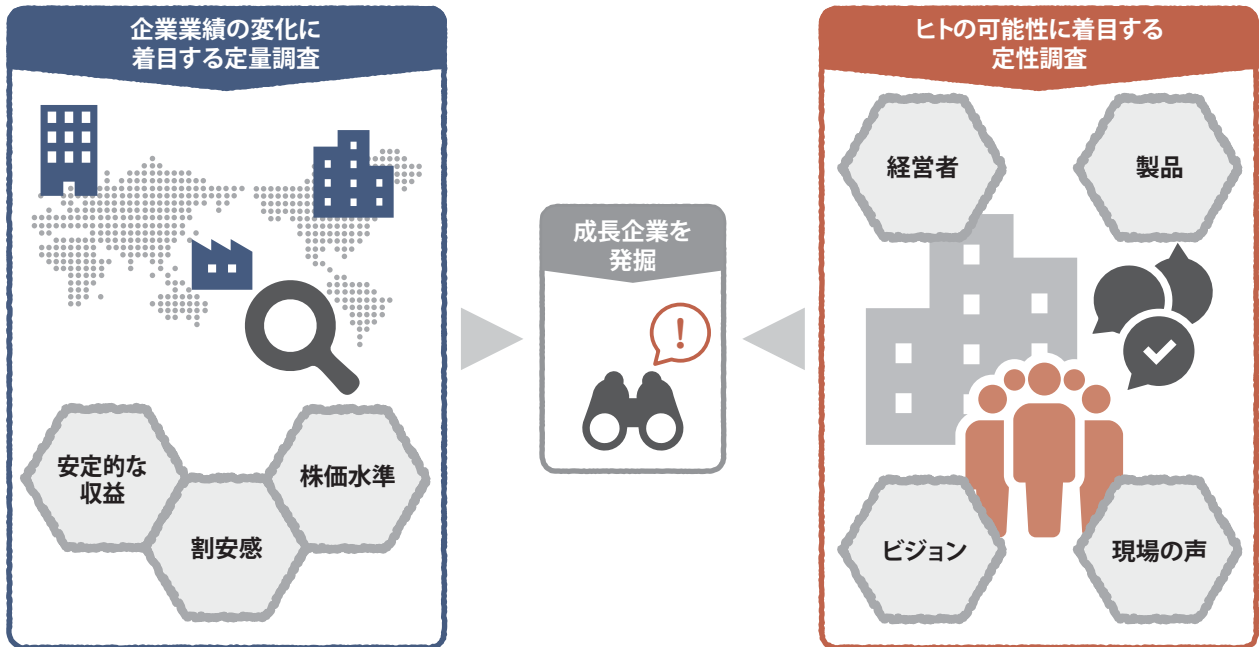 企業業績の変化に
着目する定量調査
安定的な
収益
割安感
株価水準
成長企業を
発掘
!
ヒトの可能性に着目する
定性調査
経営者
製品
ビジョン
現場の声